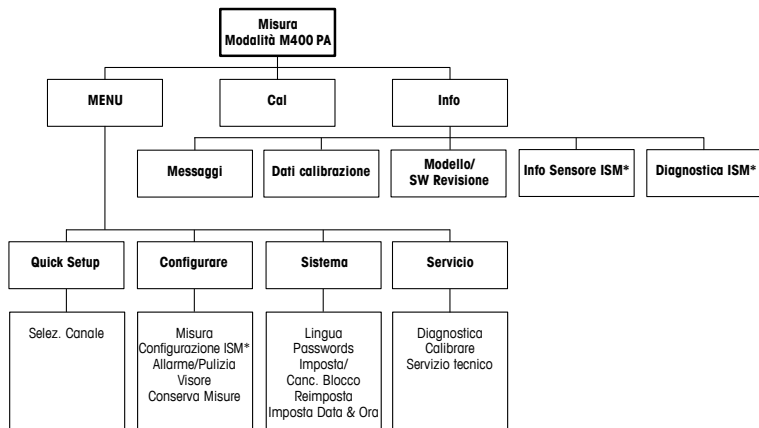 Misura
Modalità M400 PA
MENU
Cal
Info
Messaggi
Dati calibrazione
Modello/
SW Revisione
Info Sensore ISM*
Diagnostica ISM*
Quick Setup
Configurare
Sistema
Servicio
Selez. Canale
Misura
Configurazione ISM*
Allarme/Pulizia
Visore
Conserva Misure
Lingua
Passwords
Imposta/
Canc. Blocco
Reimposta
Imposta Data & Ora
Diagnostica
Calibrare
Servizio tecnico